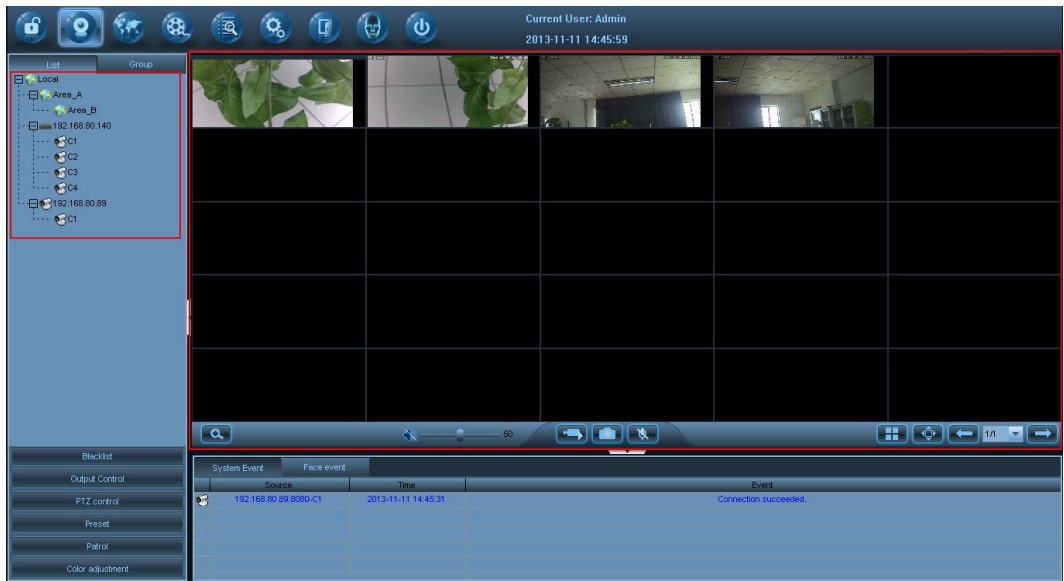 Current User: Admin
2013-11-11 14:45:59
List Group
Local
Area_A
Area_B
192.168.80.140
C1
C2
C3
C4
192.168.80.89
C1
50
1/1
Blacklist
Output Control
PTZ control
Preset
Patrol
Color adjustment
System Event Face event
Source Time Event
192.168.80.89:8080-C1 2013-11-11 14:45:31 Connection succeeded.